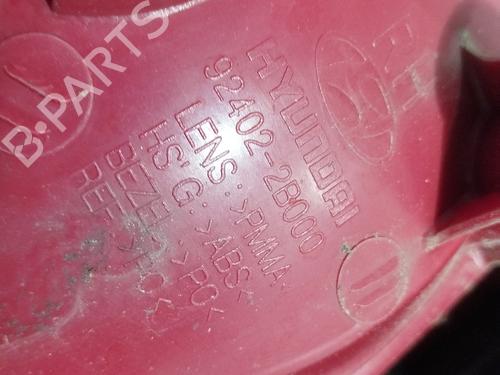 B-PARTS
RH
HYUNDAI
92402-2B000
LENS: >PMMA<
HS'G: >ABS<
BEZEL: >PC<
REF >PC<